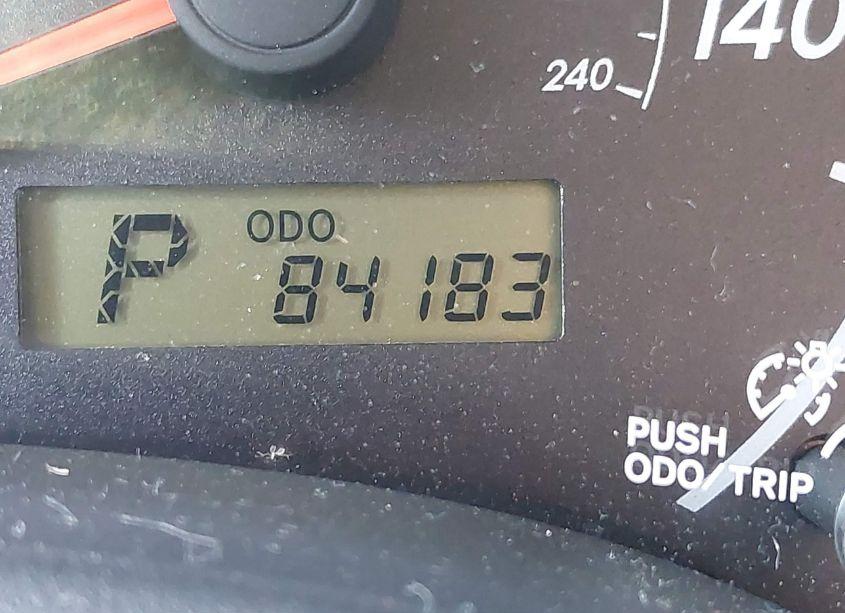 140
240
P
ODO
84183
PUSH
ODO/TRIP